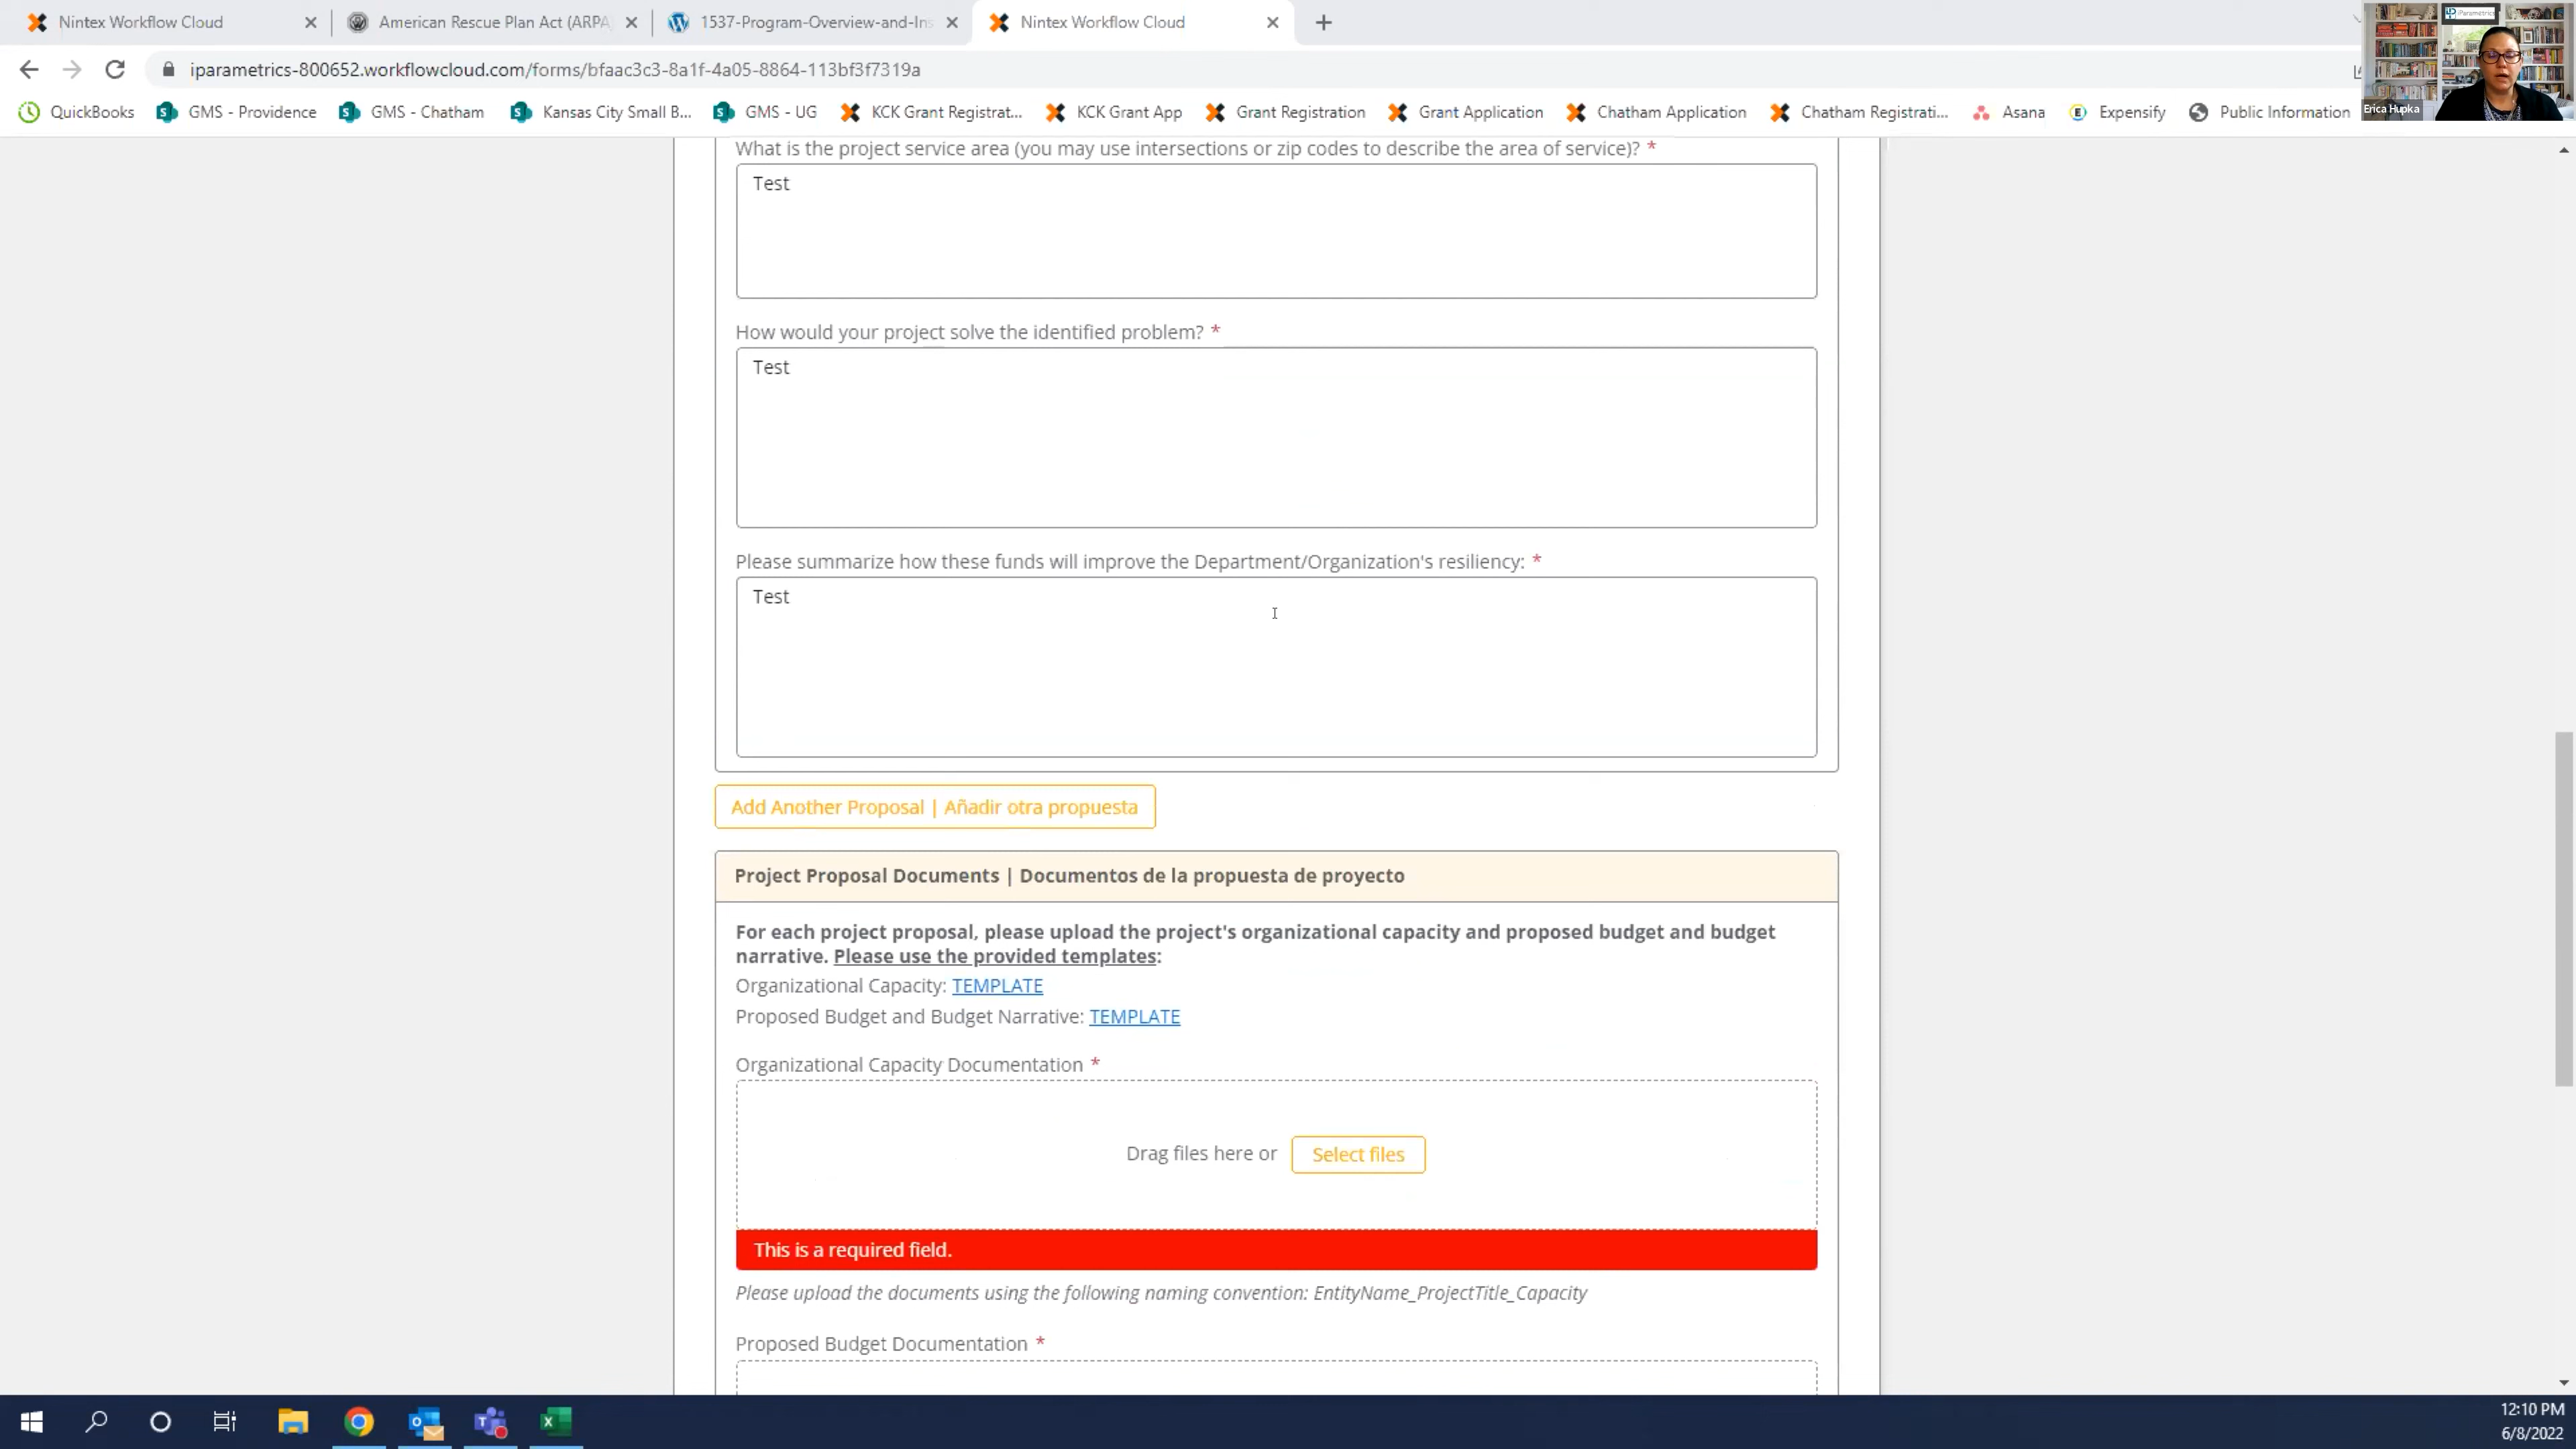 Nintex Workflow Cloud
American Rescue Plan Act (ARPA)
1537-Program-Overview-and-Ins
Nintex Workflow Cloud
iparametrics-800652.workflowcloud.com/forms/bfaac3c3-8a1f-4a05-8864-113bf3f7319a
QuickBooks
GMS - Providence
GMS - Chatham
Kansas City Small B...
GMS - UG
KCK Grant Registrat...
KCK Grant App
Grant Registration
Grant Application
Chatham Application
Chatham Registrati...
Asana
Expensify
Public Information
Erica Hupka
What is the project service area (you may use intersections or zip codes to describe the area of service)? *
Test
How would your project solve the identified problem? *
Test
Please summarize how these funds will improve the Department/Organization's resiliency: *
Test
Add Another Proposal | Añadir otra propuesta
Project Proposal Documents | Documentos de la propuesta de proyecto
For each project proposal, please upload the project's organizational capacity and proposed budget and budget
narrative. Please use the provided templates:
Organizational Capacity: TEMPLATE
Proposed Budget and Budget Narrative: TEMPLATE
Organizational Capacity Documentation *
Drag files here or Select files
This is a required field.
Please upload the documents using the following naming convention: EntityName_ProjectTitle_Capacity
Proposed Budget Documentation *
12:10 PM
6/8/2022